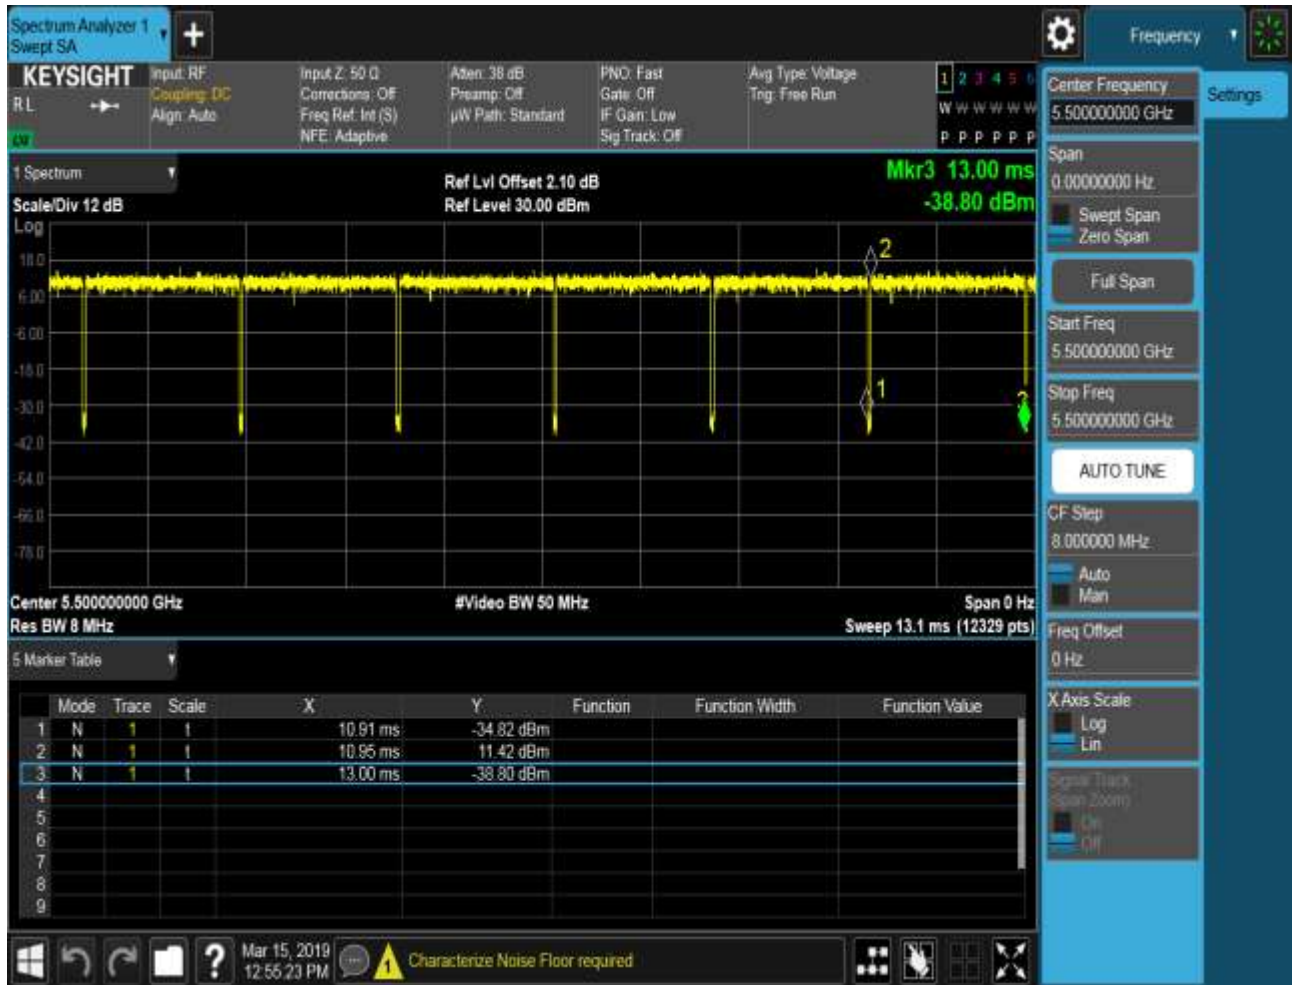 Spectrum Analyzer 1
Swept SA
Frequency
KEYSIGHT
RL
Input: RF
Coupling: DC
Align: Auto
Input Z: 50 Ω
Corrections: Off
Freq Ref: Int (S)
NFE: Adaptive
Atten: 38 dB
Preamp: Off
µW Path: Standard
PNO: Fast
Gate: Off
IF Gain: Low
Sig Track: Off
Avg Type: Voltage
Trig: Free Run
1 2 3 4 5 6
W W W W W W
P P P P P P
Center Frequency
5.500000000 GHz
Settings
Span
0.00000000 Hz
Swept Span
Zero Span
Full Span
Start Freq
5.500000000 GHz
Stop Freq
5.500000000 GHz
AUTO TUNE
CF Step
8.000000 MHz
Auto
Man
Freq Offset
0 Hz
X Axis Scale
Log
Lin
Signal Track
(Span Zoom)
On
Off
1 Spectrum
Scale/Div 12 dB
Ref Lvl Offset 2.10 dB
Ref Level 30.00 dBm
Mkr3 13.00 ms
-38.80 dBm
Log
18.0
6.00
-6.00
-18.0
-30.0
-42.0
-54.0
-66.0
-78.0
2
1
Center 5.500000000 GHz
#Video BW 50 MHz
Span 0 Hz
Res BW 8 MHz
Sweep 13.1 ms (12329 pts)
5 Marker Table
Mode Trace Scale X Y Function Function Width Function Value
1 N 1 t 10.91 ms -34.82 dBm
2 N 1 t 10.95 ms 11.42 dBm
3 N 1 t 13.00 ms -38.80 dBm
4
5
6
7
8
9
Mar 15, 2019
12:55:23 PM
1
Characterize Noise Floor required